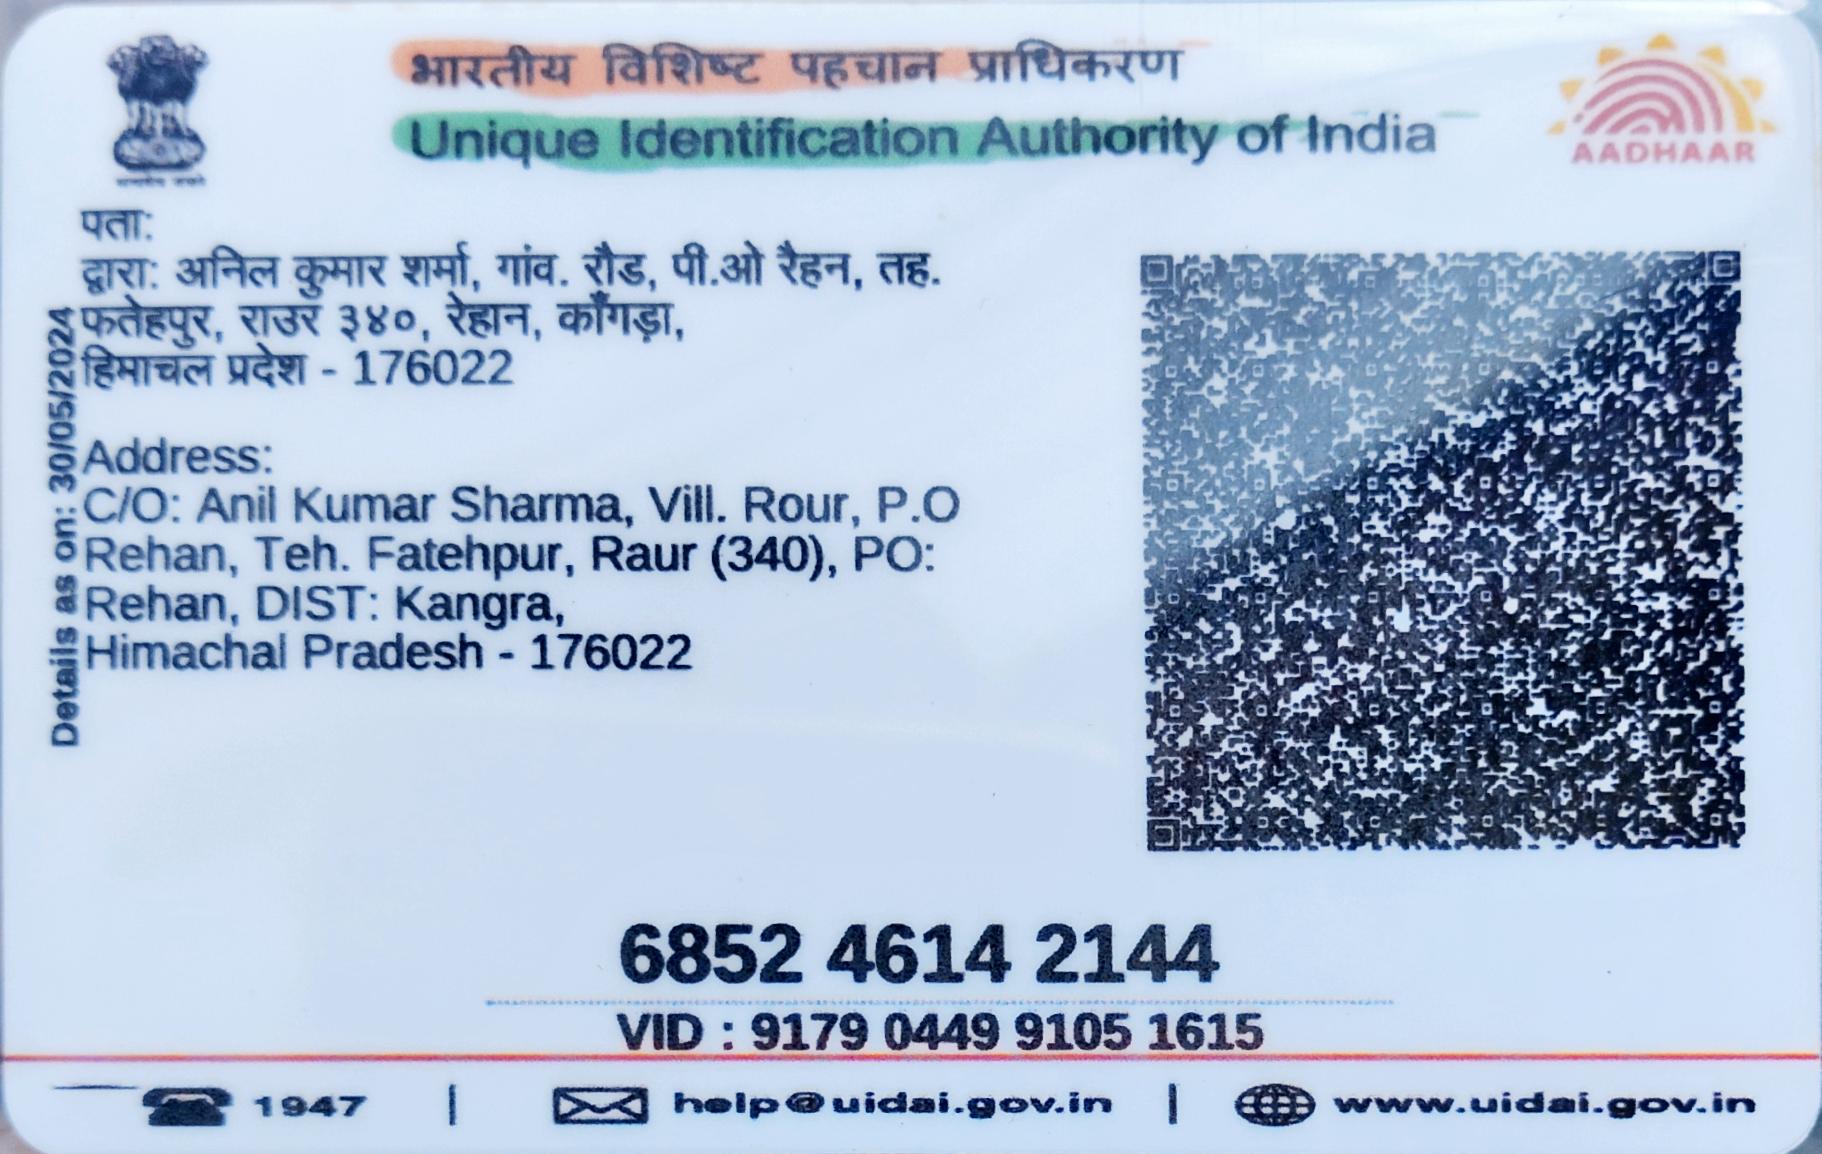 भारतीय विशिष्ट पहचान प्राधिकरण
Unique Identification Authority of India
AADHAAR
पता:
द्वारा: अनिल कुमार शर्मा, गांव. रौड, पी.ओ रैहन, तह.
फतेहपुर, राउर ३४०, रेहान, काँगड़ा,
हिमाचल प्रदेश - 176022
Address:
C/O: Anil Kumar Sharma, Vill. Rour, P.O
Rehan, Teh. Fatehpur, Raur (340), PO:
Rehan, DIST: Kangra,
Himachal Pradesh - 176022
Details as on: 30/05/2024
6852 4614 2144
VID : 9179 0449 9105 1615
1947 | help@uidai.gov.in | www.uidai.gov.in